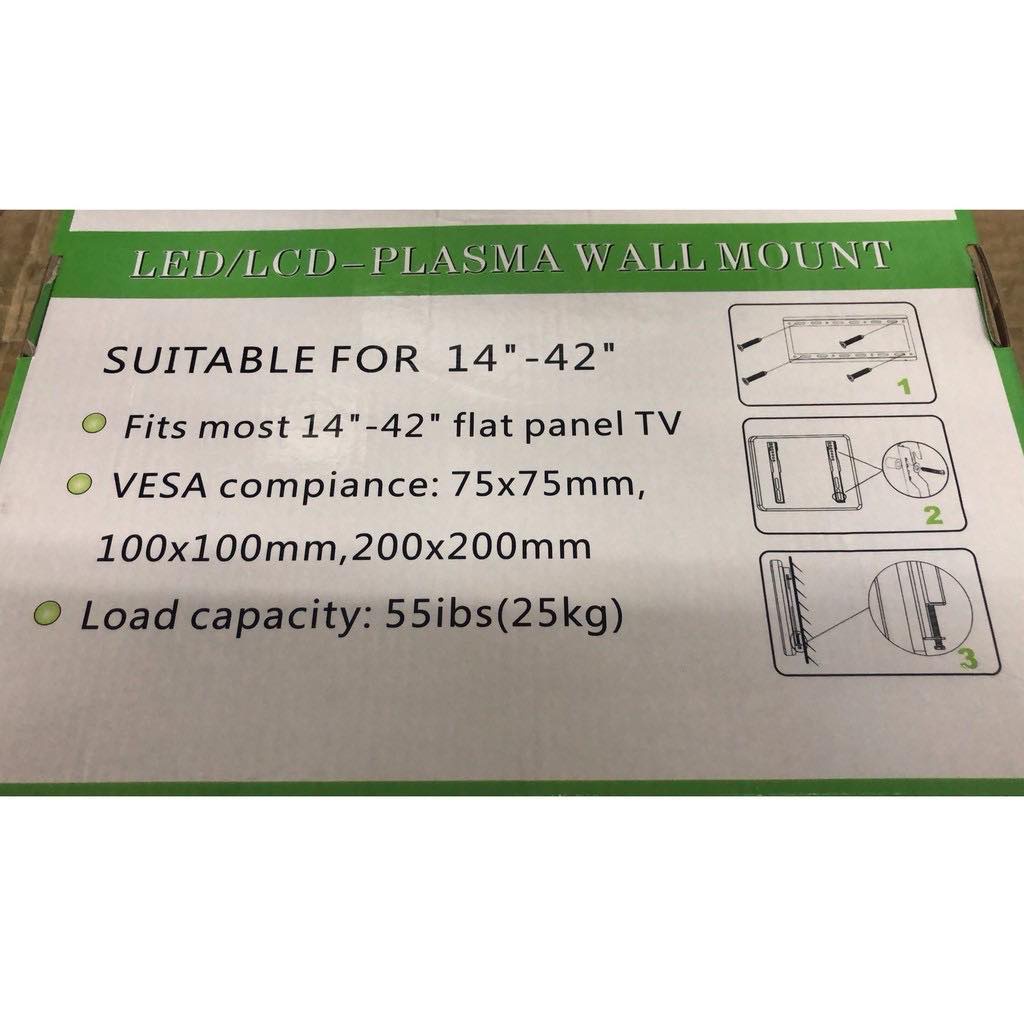 LED/LCD-PLASMA WALL MOUNT
SUITABLE FOR 14"-42"
Fits most 14"-42" flat panel TV
VESA compiance: 75x75mm,
100x100mm,200x200mm
Load capacity: 55ibs(25kg)
1
2
3